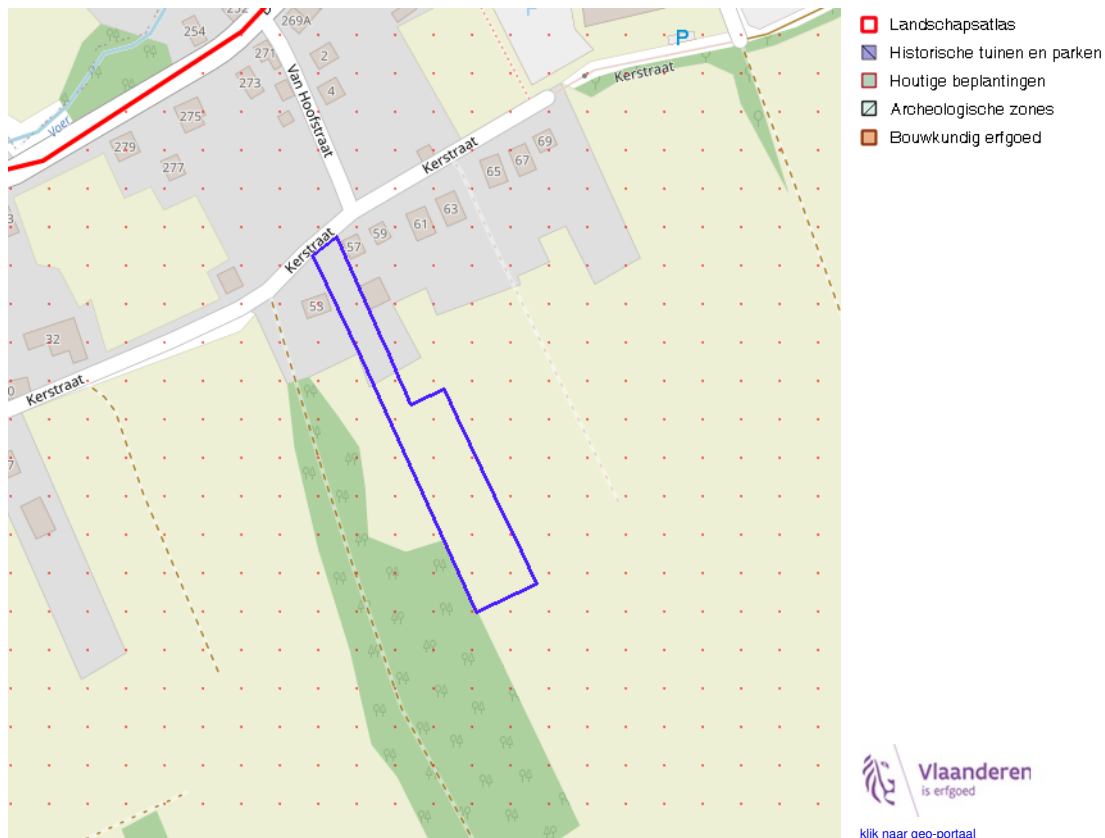 254
252
269A
271
2
273
4
275
279
277
Voer
Van Hoofstraat
P
Kerstraat
Kerstraat
69
67
65
63
61
59
57
Kerstraat
53
32
Kerstraat
Landschapsatlas
Historische tuinen en parken
Houtige beplantingen
Archeologische zones
Bouwkundig erfgoed
Vlaanderen
is erfgoed
klik naar geo-portaal